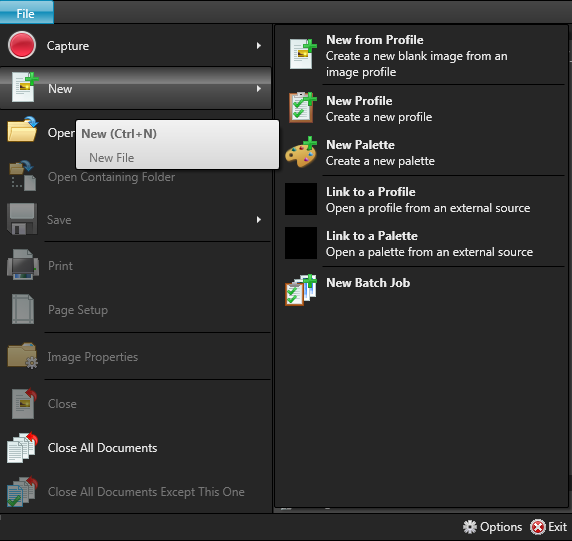 File
Capture
New
Open
New (Ctrl+N)
New File
Open Containing Folder
Save
Print
Page Setup
Image Properties
Close
Close All Documents
Close All Documents Except This One
New from Profile
Create a new blank image from an
image profile
New Profile
Create a new profile
New Palette
Create a new palette
Link to a Profile
Open a profile from an external source
Link to a Palette
Open a palette from an external source
New Batch Job
Options
Exit